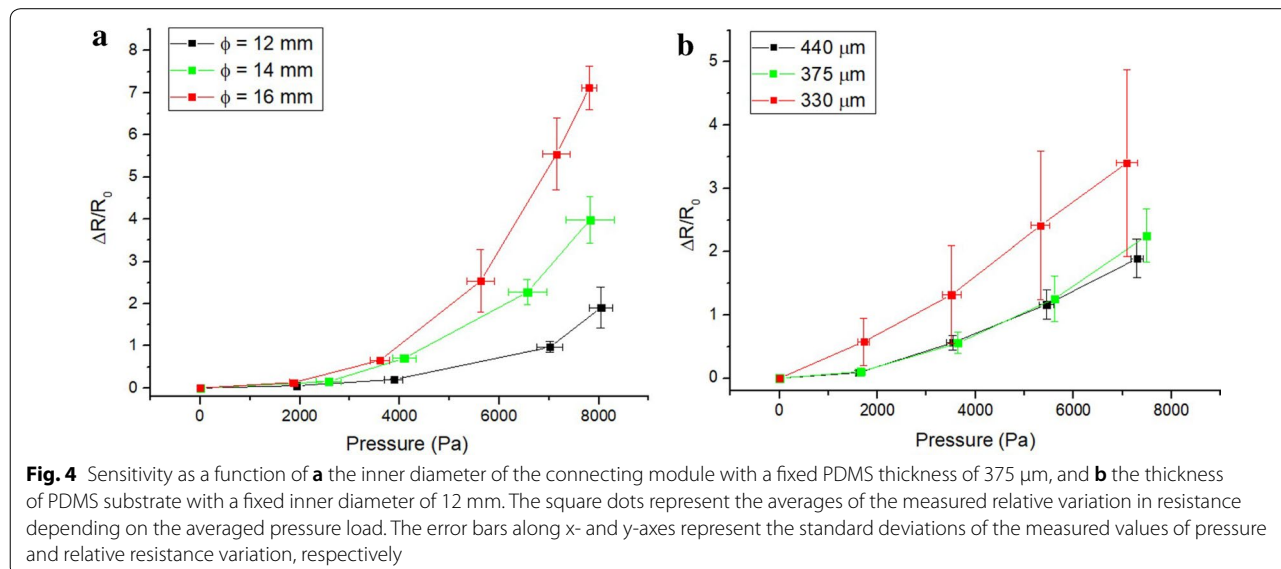 a
φ = 12 mm
φ = 14 mm
φ = 16 mm
8
7
6
5
4
3
2
1
0
ΔR/R0
0 2000 4000 6000 8000
Pressure (Pa)
b
440 μm
375 μm
330 μm
5
4
3
2
1
0
ΔR/R0
0 2000 4000 6000 8000
Pressure (Pa)
Fig. 4 Sensitivity as a function of a the inner diameter of the connecting module with a fixed PDMS thickness of 375 μm, and b the thickness
of PDMS substrate with a fixed inner diameter of 12 mm. The square dots represent the averages of the measured relative variation in resistance
depending on the averaged pressure load. The error bars along x- and y-axes represent the standard deviations of the measured values of pressure
and relative resistance variation, respectively